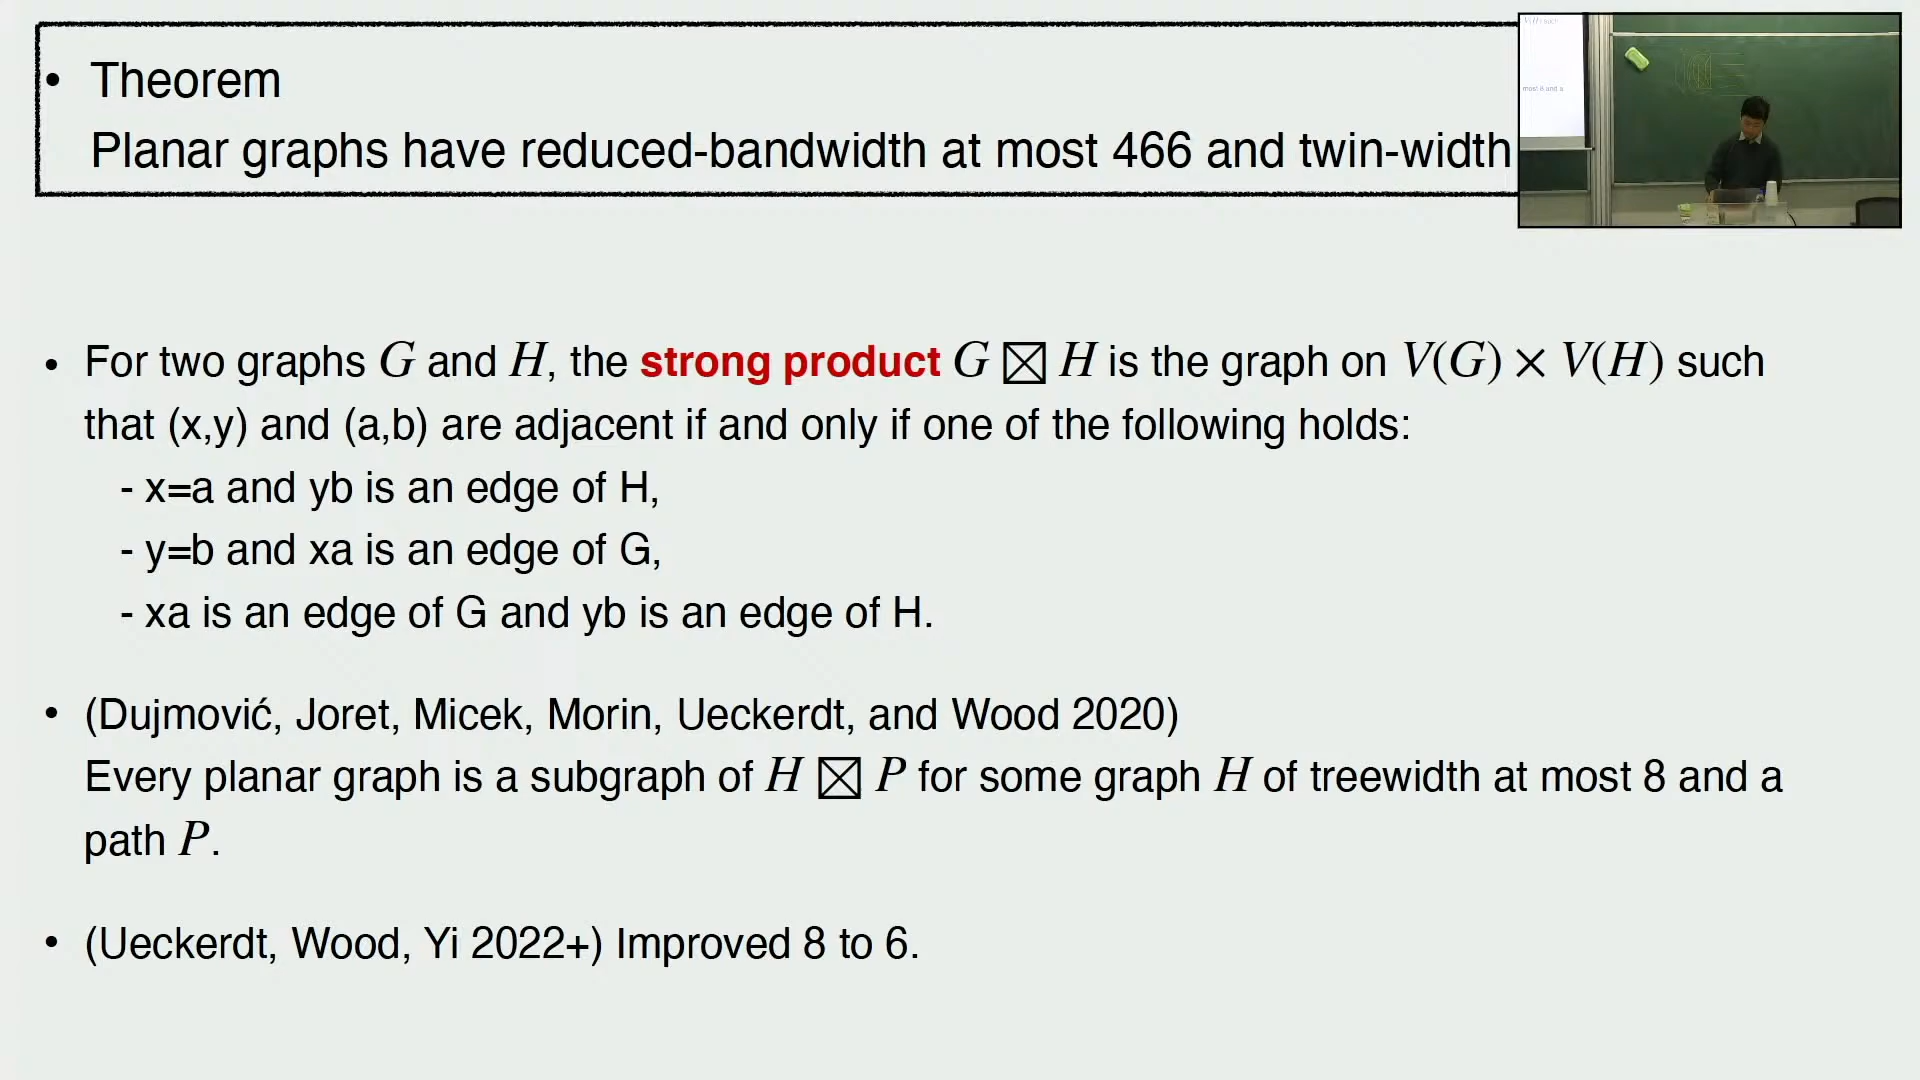 • Theorem
Planar graphs have reduced-bandwidth at most 466 and twin-width
• For two graphs G and H, the strong product G ⊠ H is the graph on V(G) × V(H) such
that (x,y) and (a,b) are adjacent if and only if one of the following holds:
- x=a and yb is an edge of H,
- y=b and xa is an edge of G,
- xa is an edge of G and yb is an edge of H.
• (Dujmović, Joret, Micek, Morin, Ueckerdt, and Wood 2020)
Every planar graph is a subgraph of H ⊠ P for some graph H of treewidth at most 8 and a
path P.
• (Ueckerdt, Wood, Yi 2022+) Improved 8 to 6.
V(H) such
most 8 and a